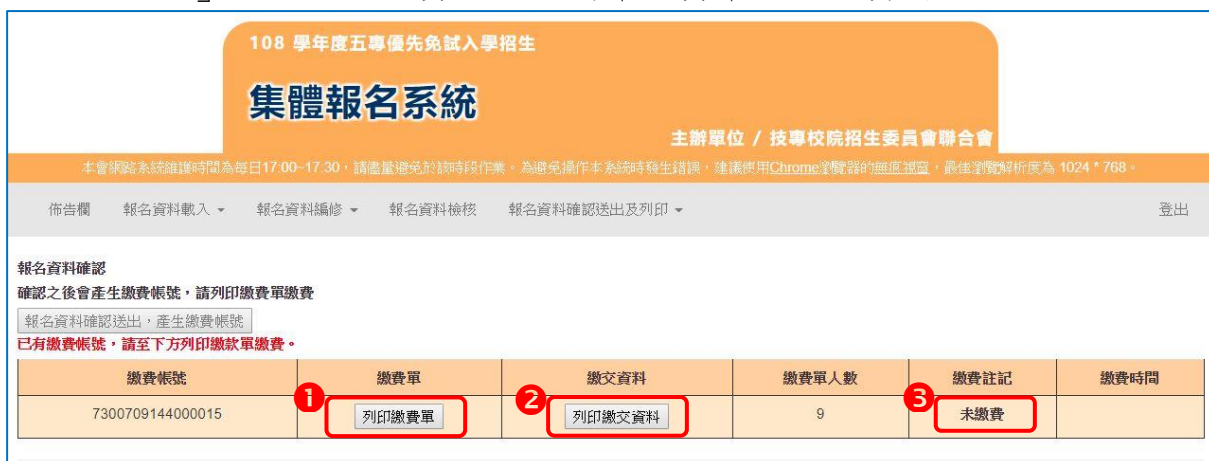 108 學年度五專優先免試入學招生
集體報名系統
主辦單位 / 技專校院招生委員會聯合會
本會網路系統維護時間為每日17:00~17:30，請儘量避免於該時段作業。為避免操作本系統時發生錯誤，建議使用Chrome瀏覽器的無痕視窗，最佳瀏覽解析度為 1024 * 768。
佈告欄 報名資料載入 報名資料編修 報名資料檢核 報名資料確認送出及列印 登出
報名資料確認
確認之後會產生繳費帳號，請列印繳費單繳費
報名資料確認送出，產生繳費帳號
已有繳費帳號，請至下方列印繳款單繳費。
繳費帳號 繳費單 繳交資料 繳費單人數 繳費註記 繳費時間
7300709144000015 1 列印繳費單 2 列印繳交資料 9 3 未繳費